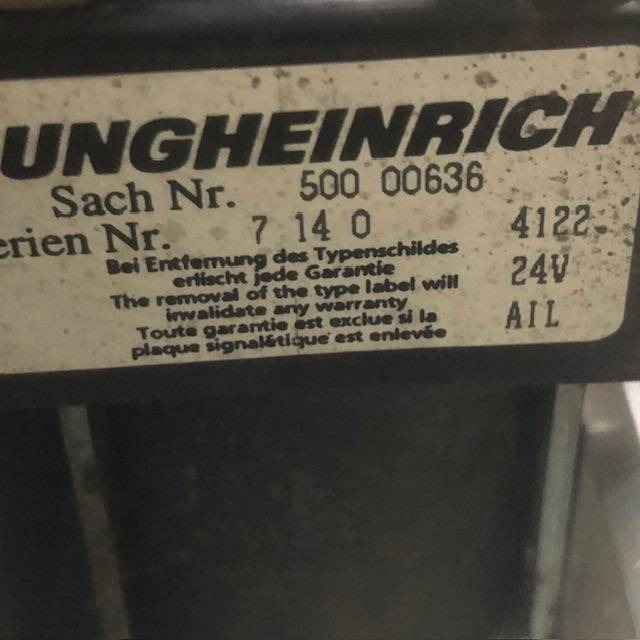 UNGHEINRICH
Sach Nr. 500 00636
erien Nr. 7 14 0 4122.
Bei Entfernung des Typenschildes
erlischt jede Garantie
The removal of the type label will
invalidate any warranty
Toute garantie est exclue si la
plaque signalétique est enlevée
24V
AIL